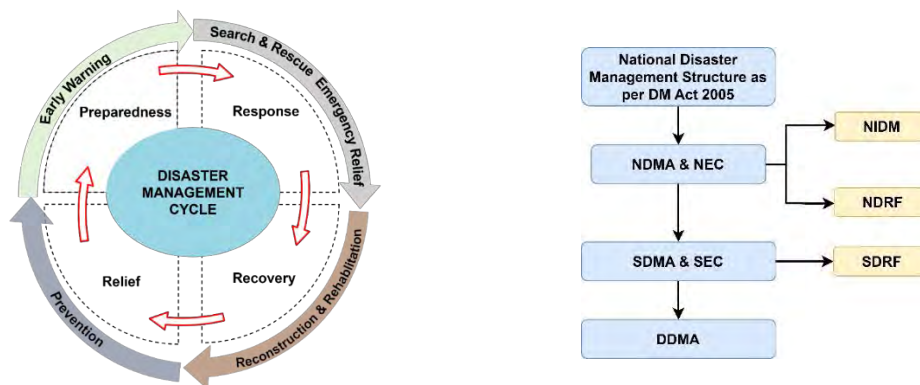 Early Warning
Search & Rescue Emergency Relief
Preparedness
Response
DISASTER
MANAGEMENT
CYCLE
Relief
Recovery
Prevention
Reconstruction & Rehablitation
National Disaster
Management Structure as
per DM Act 2005
NDMA & NEC
NIDM
NDRF
SDMA & SEC
SDRF
DDMA